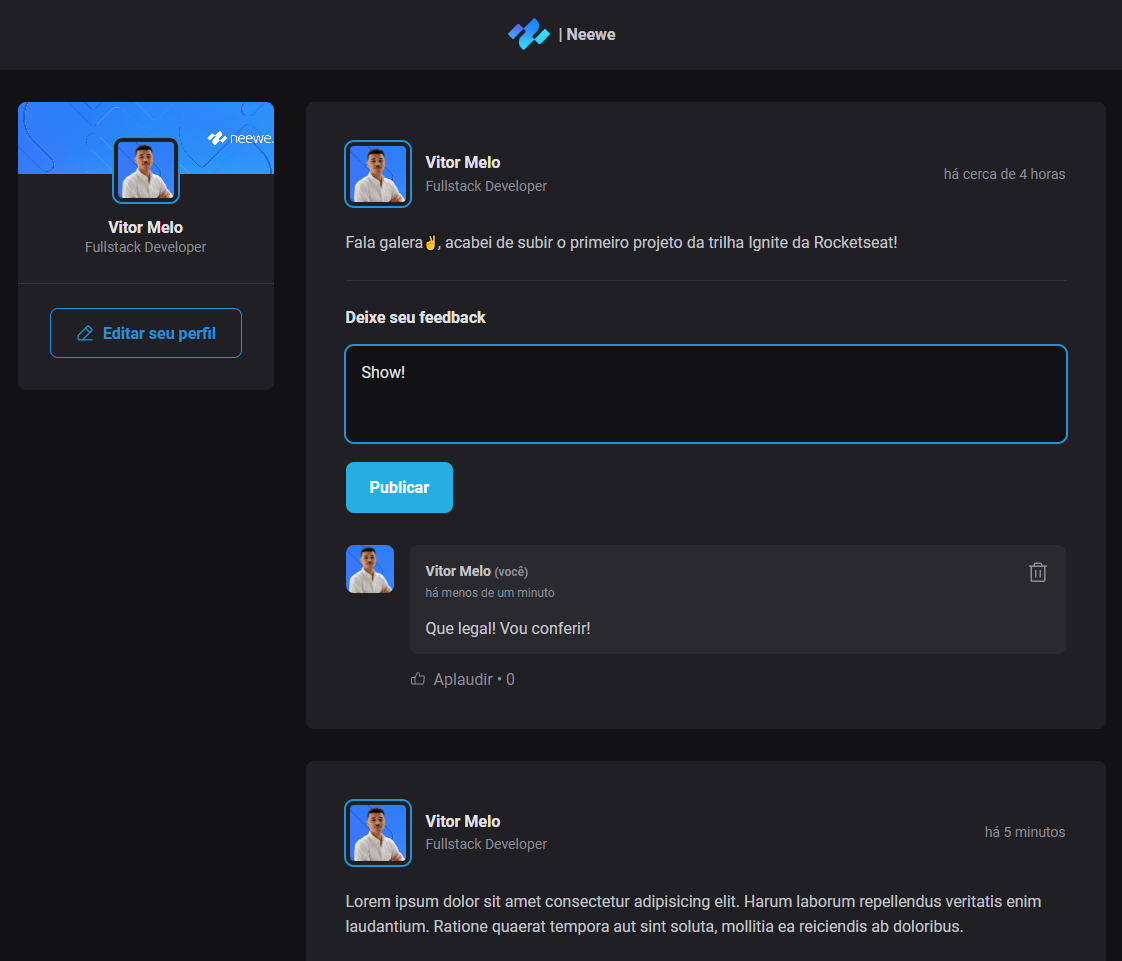 | Neewe
neewe.
Vitor Melo
Fullstack Developer
Editar seu perfil
Vitor Melo
Fullstack Developer
há cerca de 4 horas
Fala galera✌, acabei de subir o primeiro projeto da trilha Ignite da Rocketseat!
Deixe seu feedback
Show!
Publicar
Vitor Melo (você)
há menos de um minuto
Que legal! Vou conferir!
Aplaudir • 0
Vitor Melo
Fullstack Developer
há 5 minutos
Lorem ipsum dolor sit amet consectetur adipisicing elit. Harum laborum repellendus veritatis enim
laudantium. Ratione quaerat tempora aut sint soluta, mollitia ea reiciendis ab doloribus.